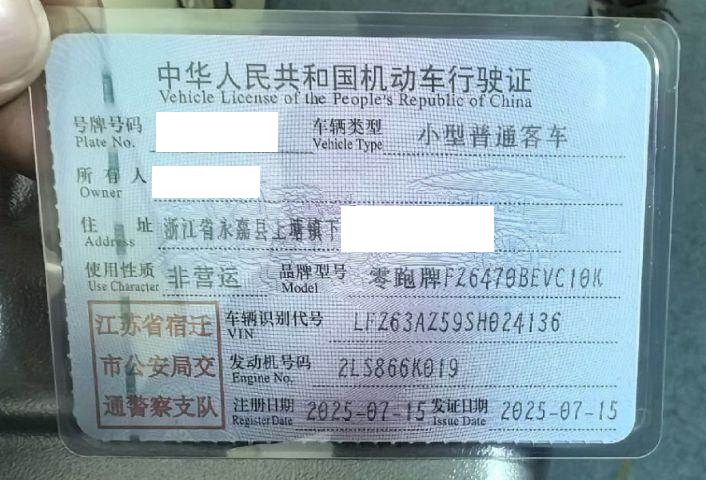 中华人民共和国机动车行驶证
Vehicle License of the People's Republic of China
号牌号码 车辆类型 小型普通客车
Plate No. Vehicle Type
所有人
Owner
住址 浙江省永嘉县上塘镇下
Address
使用性质 非营运 品牌型号 零跑牌FZ6470BEVC10K
Use Character Model
江苏省宿迁 车辆识别代号 LFZ63AZ59SH024136
VIN
市公安局交 发动机号码 2LS866K019
Engine No.
通警察支队 注册日期 2025-07-15 发证日期 2025-07-15
Register Date Issue Date